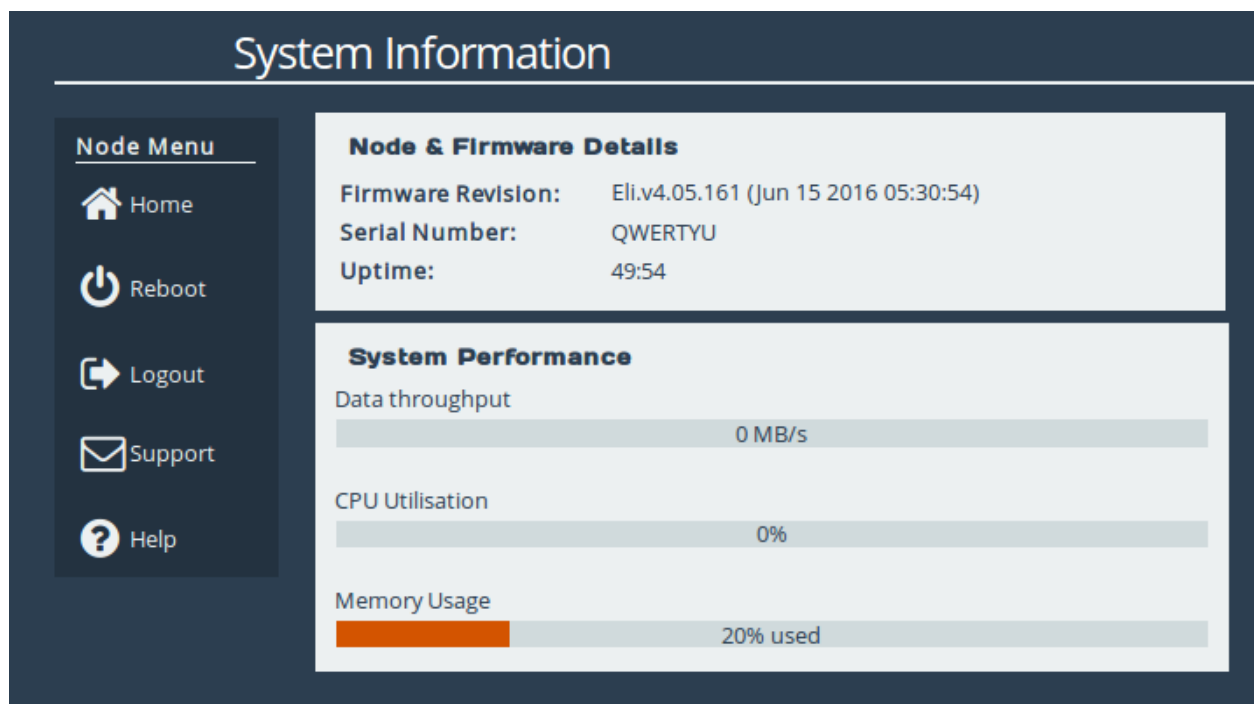 System Information
Node Menu
Home
Reboot
Logout
Support
Help
Node & Firmware Details
Firmware Revision: Eli.v4.05.161 (Jun 15 2016 05:30:54)
Serial Number: QWERTYU
Uptime: 49:54
System Performance
Data throughput
0 MB/s
CPU Utilisation
0%
Memory Usage
20% used